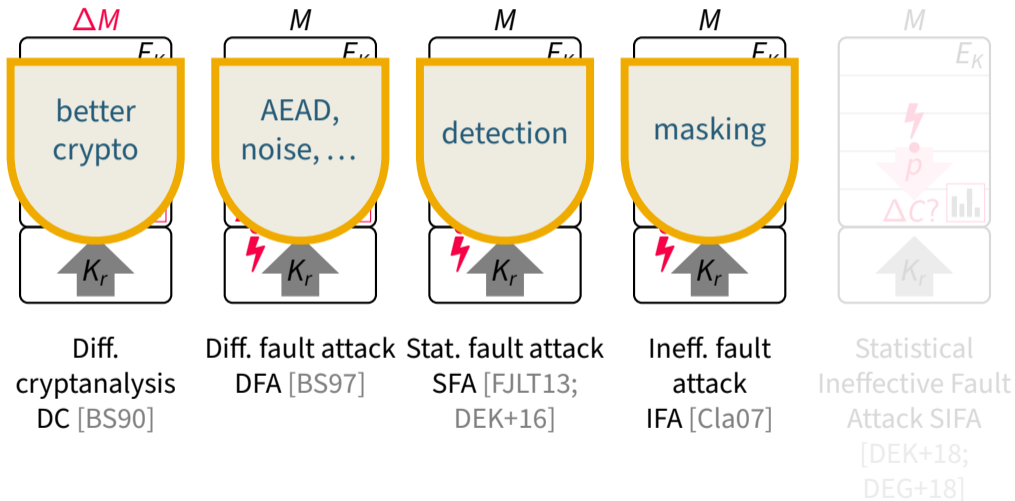 ΔM
M
M
M
M
E_K
E_K
E_K
E_K
E_K
better
crypto
AEAD,
noise, …
detection
masking
p
ΔC?
K_r
K_r
K_r
K_r
K_r
Diff.
cryptanalysis
DC [BS90]
Diff. fault attack
DFA [BS97]
Stat. fault attack
SFA [FJLT13;
DEK+16]
Ineff. fault
attack
IFA [Cla07]
Statistical
Ineffective Fault
Attack SIFA
[DEK+18;
DEG+18]